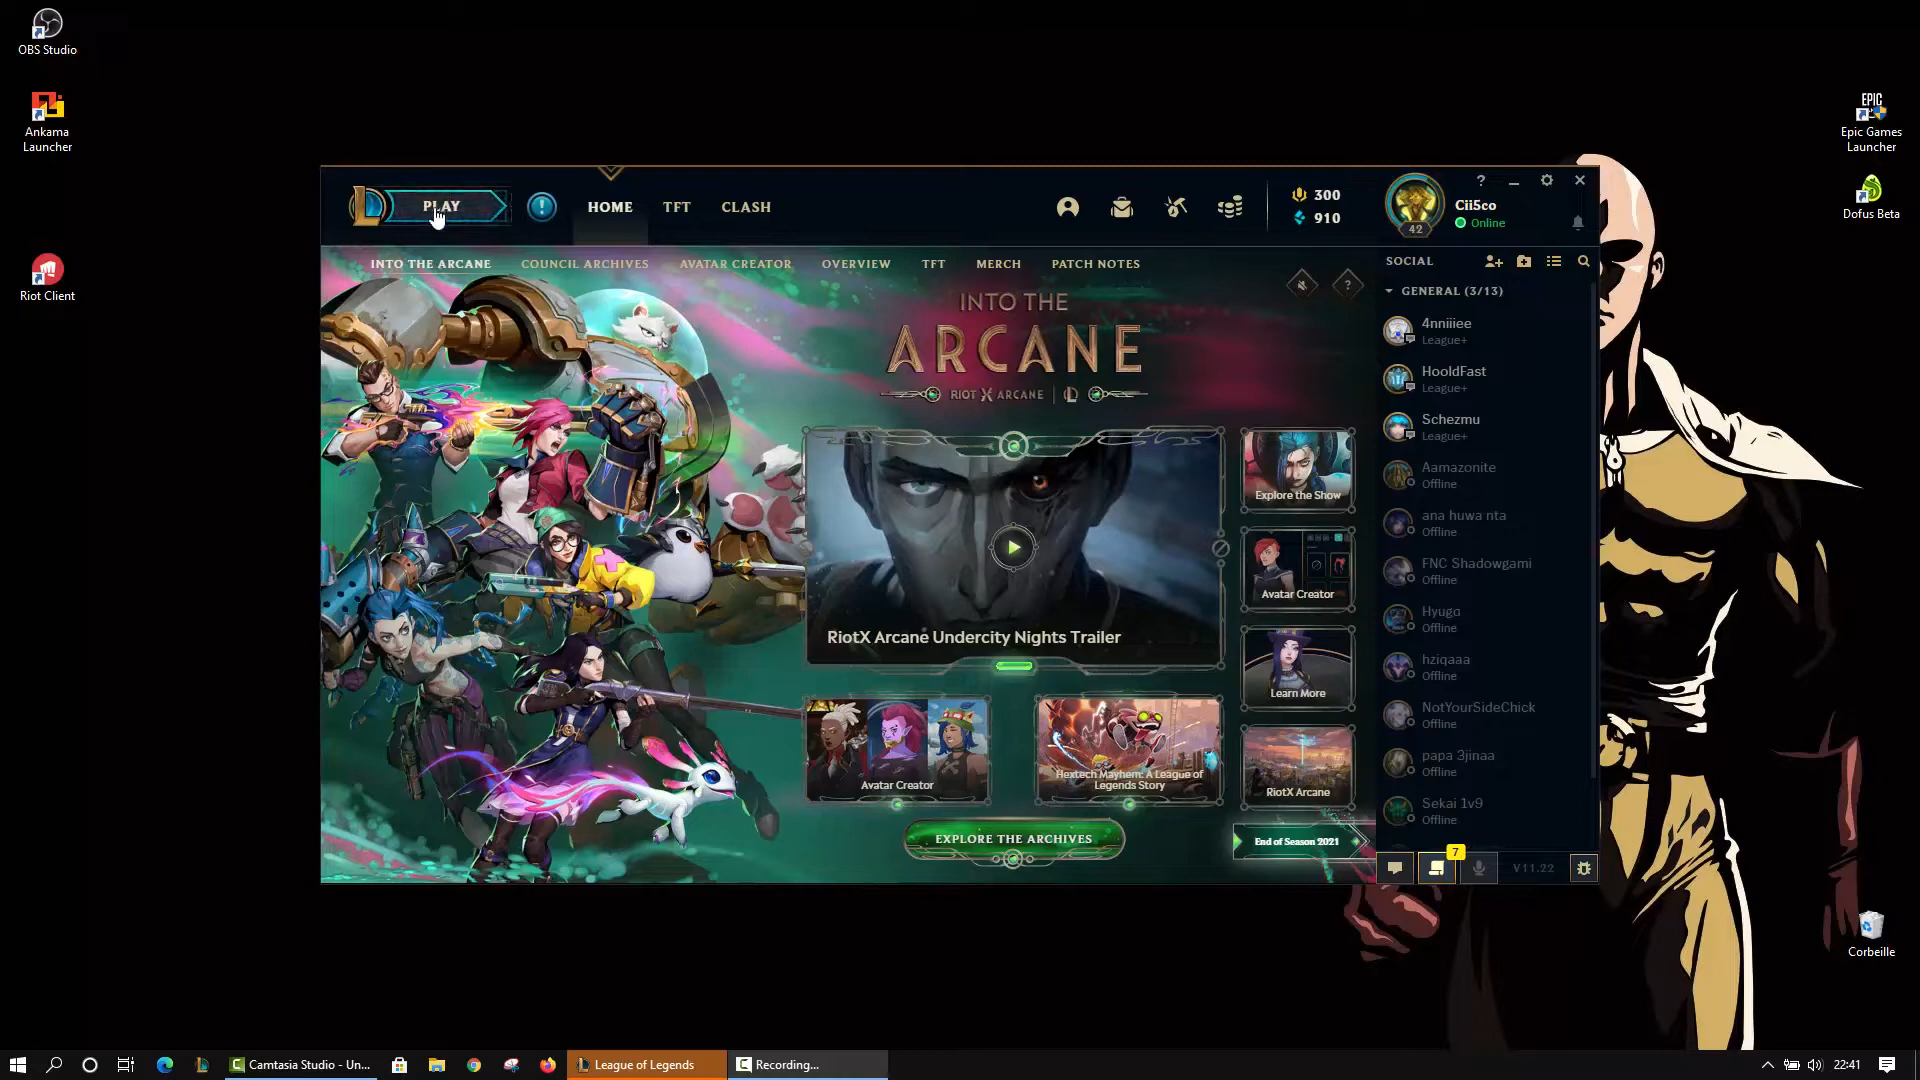 OBS Studio
Ankama
Launcher
Riot Client
EPIC
Epic Games
Launcher
Dofus Beta
Corbeille
PLAY
HOME
TFT
CLASH
300
910
42
Cii5co
Online
INTO THE ARCANE
COUNCIL ARCHIVES
AVATAR CREATOR
OVERVIEW
TFT
MERCH
PATCH NOTES
INTO THE
ARCANE
RIOT X ARCANE
RiotX Arcane Undercity Nights Trailer
Explore the Show
Avatar Creator
Learn More
RiotX Arcane
Avatar Creator
Hextech Mayhem: A League of
Legends Story
EXPLORE THE ARCHIVES
End of Season 2021
SOCIAL
GENERAL (3/13)
4nniiiee
League+
HooldFast
League+
Schezmu
League+
Aamazonite
Offline
ana huwa nta
Offline
FNC Shadowgami
Offline
Hyuga
Offline
hziqaaa
Offline
NotYourSideChick
Offline
papa 3jinaa
Offline
Sekai 1v9
Offline
7
V11.22
Camtasia Studio - Un...
League of Legends
Recording...
22:41